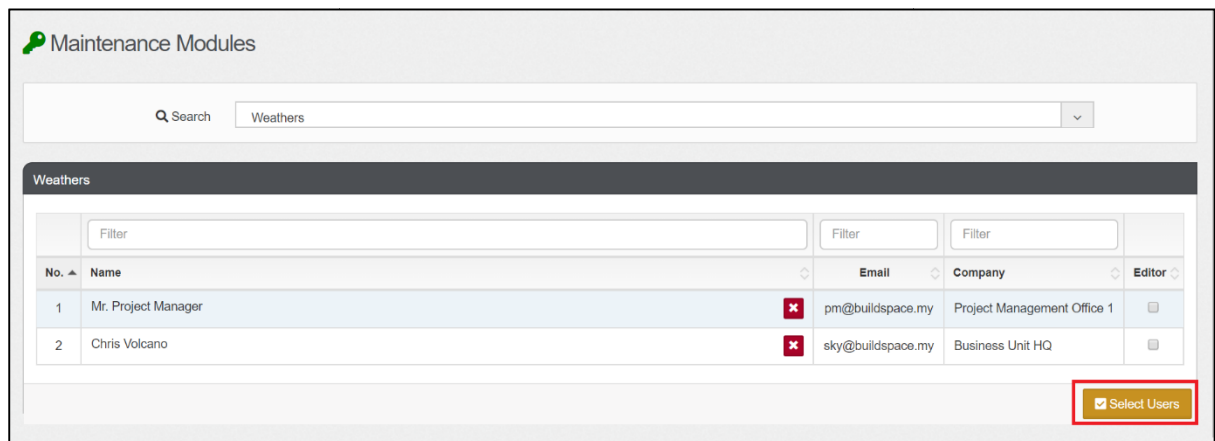 Maintenance Modules
Search Weathers
Weathers
Filter Filter Filter
No. Name Email Company Editor
1 Mr. Project Manager pm@buildspace.my Project Management Office 1
2 Chris Volcano sky@buildspace.my Business Unit HQ
Select Users